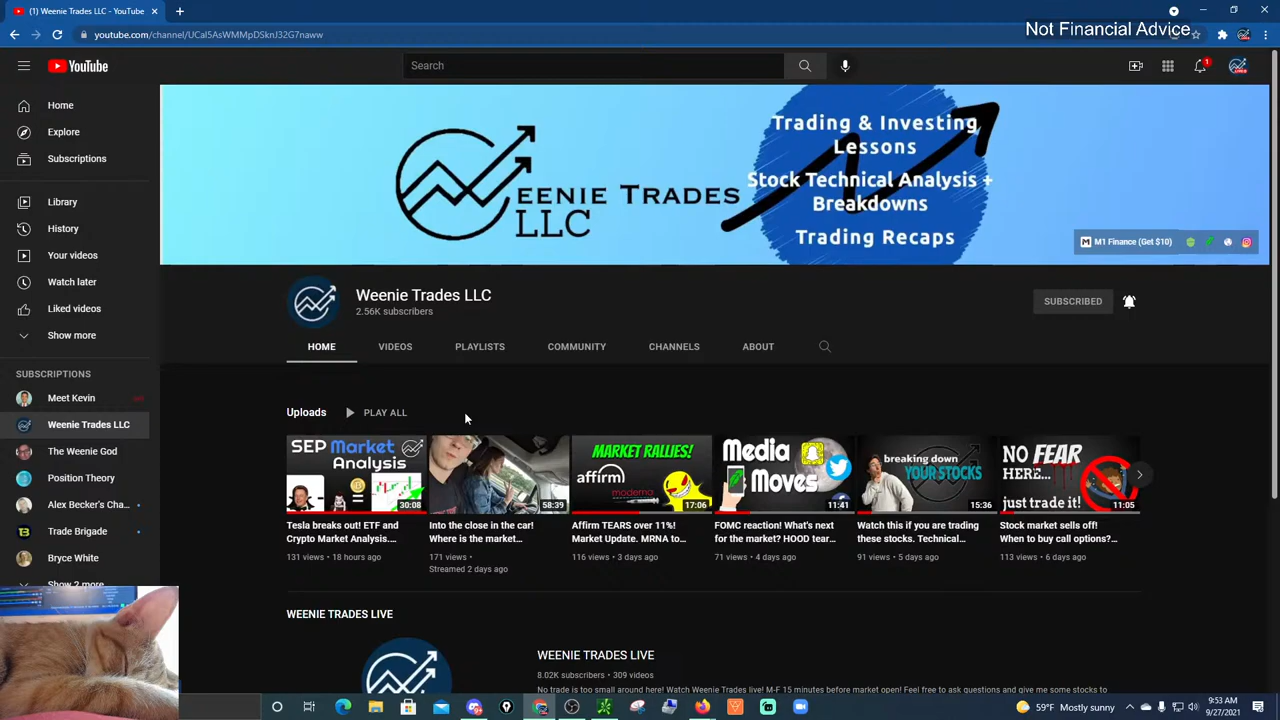 (1) Weenie Trades LLC - YouTube
Not Financial Advice
youtube.com/channel/UCal5AsWMMpDSknJ32G7naww
YouTube
Search
1
Home
Explore
Subscriptions
Library
History
Your videos
Watch later
Liked videos
Show more
SUBSCRIPTIONS
Meet Kevin
Weenie Trades LLC
The Weenie God
Position Theory
Alex Becker's Cha...
Trade Brigade
Bryce White
Show 2 more
EENIE TRADES
LLC
Trading & Investing
Lessons
Stock Technical Analysis +
Breakdowns
Trading Recaps
M1 Finance (Get $10)
Weenie Trades LLC
2.56K subscribers
SUBSCRIBED
HOME VIDEOS PLAYLISTS COMMUNITY CHANNELS ABOUT
Uploads PLAY ALL
SEP Market
Analysis
30:08
Tesla breaks out! ETF and
Crypto Market Analysis....
131 views • 18 hours ago
58:39
Into the close in the car!
Where is the market...
171 views •
Streamed 2 days ago
MARKET RALLIES!
affirm
moderna
17:06
Affirm TEARS over 11%!
Market Update. MRNA to...
116 views • 3 days ago
Media
Moves
11:41
FOMC reaction! What's next
for the market? HOOD tear...
71 views • 4 days ago
breaking down
YOUR STOCKS
15:36
Watch this if you are trading
these stocks. Technical...
91 views • 5 days ago
NO FEAR
HERE...
just trade it!
11:05
Stock market sells off!
When to buy call options?...
113 views • 6 days ago
WEENIE TRADES LIVE
WEENIE TRADES LIVE
8.02K subscribers • 309 videos
No trade is too small around here! Watch Weenie Trades live! M-F 15 minutes before market open! Feel free to ask questions and give me some stocks to
59°F Mostly sunny
9:53 AM
9/27/2021